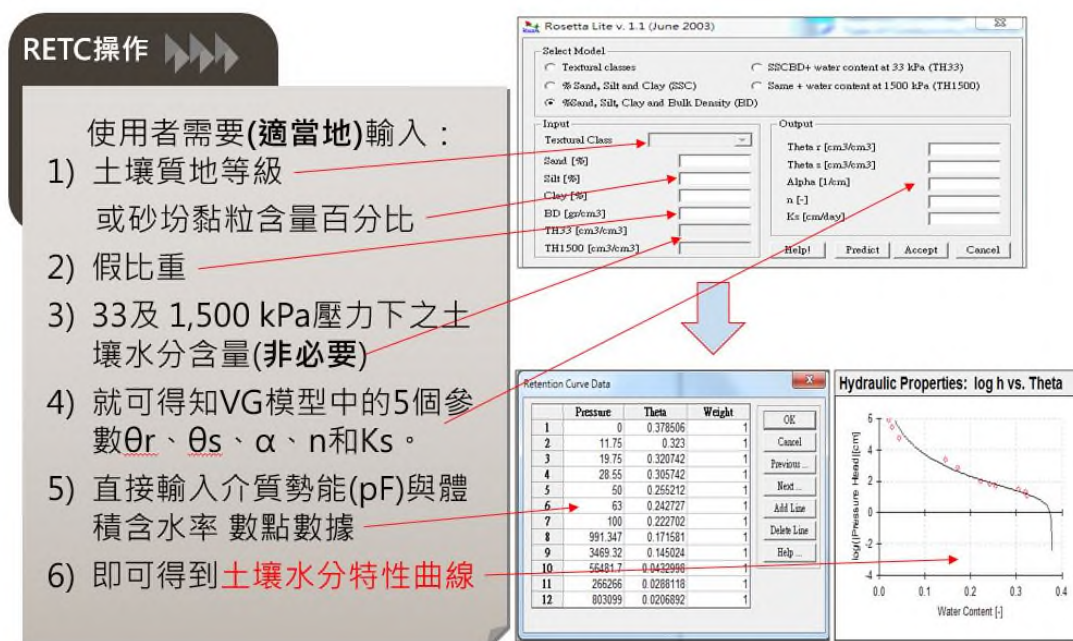 RETC操作
使用者需要(適當地)輸入：
1) 土壤質地等級
或砂坋黏粒含量百分比
2) 假比重
3) 33及 1,500 kPa壓力下之土
壤水分含量(非必要)
4) 就可得知VG模型中的5個參
數θr、θs、α、n和Ks。
5) 直接輸入介質勢能(pF)與體
積含水率 數點數據
6) 即可得到土壤水分特性曲線
Rosetta Lite v. 1.1 (June 2003)
Select Model
Textural classes
% Sand, Silt and Clay (SSC)
%Sand, Silt, Clay and Bulk Density (BD)
SSCBD+ water content at 33 kPa (TH33)
Same + water content at 1500 kPa (TH1500)
Input
Textural Class
Sand [%]
Silt [%]
Clay [%]
BD [gr/cm3]
TH33 [cm3/cm3]
TH1500 [cm3/cm3]
Output
Theta r [cm3/cm3]
Theta s [cm3/cm3]
Alpha [1/cm]
n [-]
Ks [cm/day]
Help! Predict Accept Cancel
Retention Curve Data
Pressure Theta Weight
1 0 0.378506 1
2 11.75 0.323 1
3 19.75 0.320742 1
4 28.55 0.305742 1
5 50 0.255212 1
6 63 0.242727 1
7 100 0.222702 1
8 991.347 0.171581 1
9 3469.32 0.145024 1
10 56481.7 0.0432998 1
11 266266 0.0288118 1
12 803099 0.0206892 1
OK
Cancel
Previous ...
Next ...
Add Line
Delete Line
Help ...
Hydraulic Properties: log h vs. Theta
log(|Pressure Head|[cm])
6
4
2
0
-2
-4
0.0 0.1 0.2 0.3 0.4
Water Content [-]